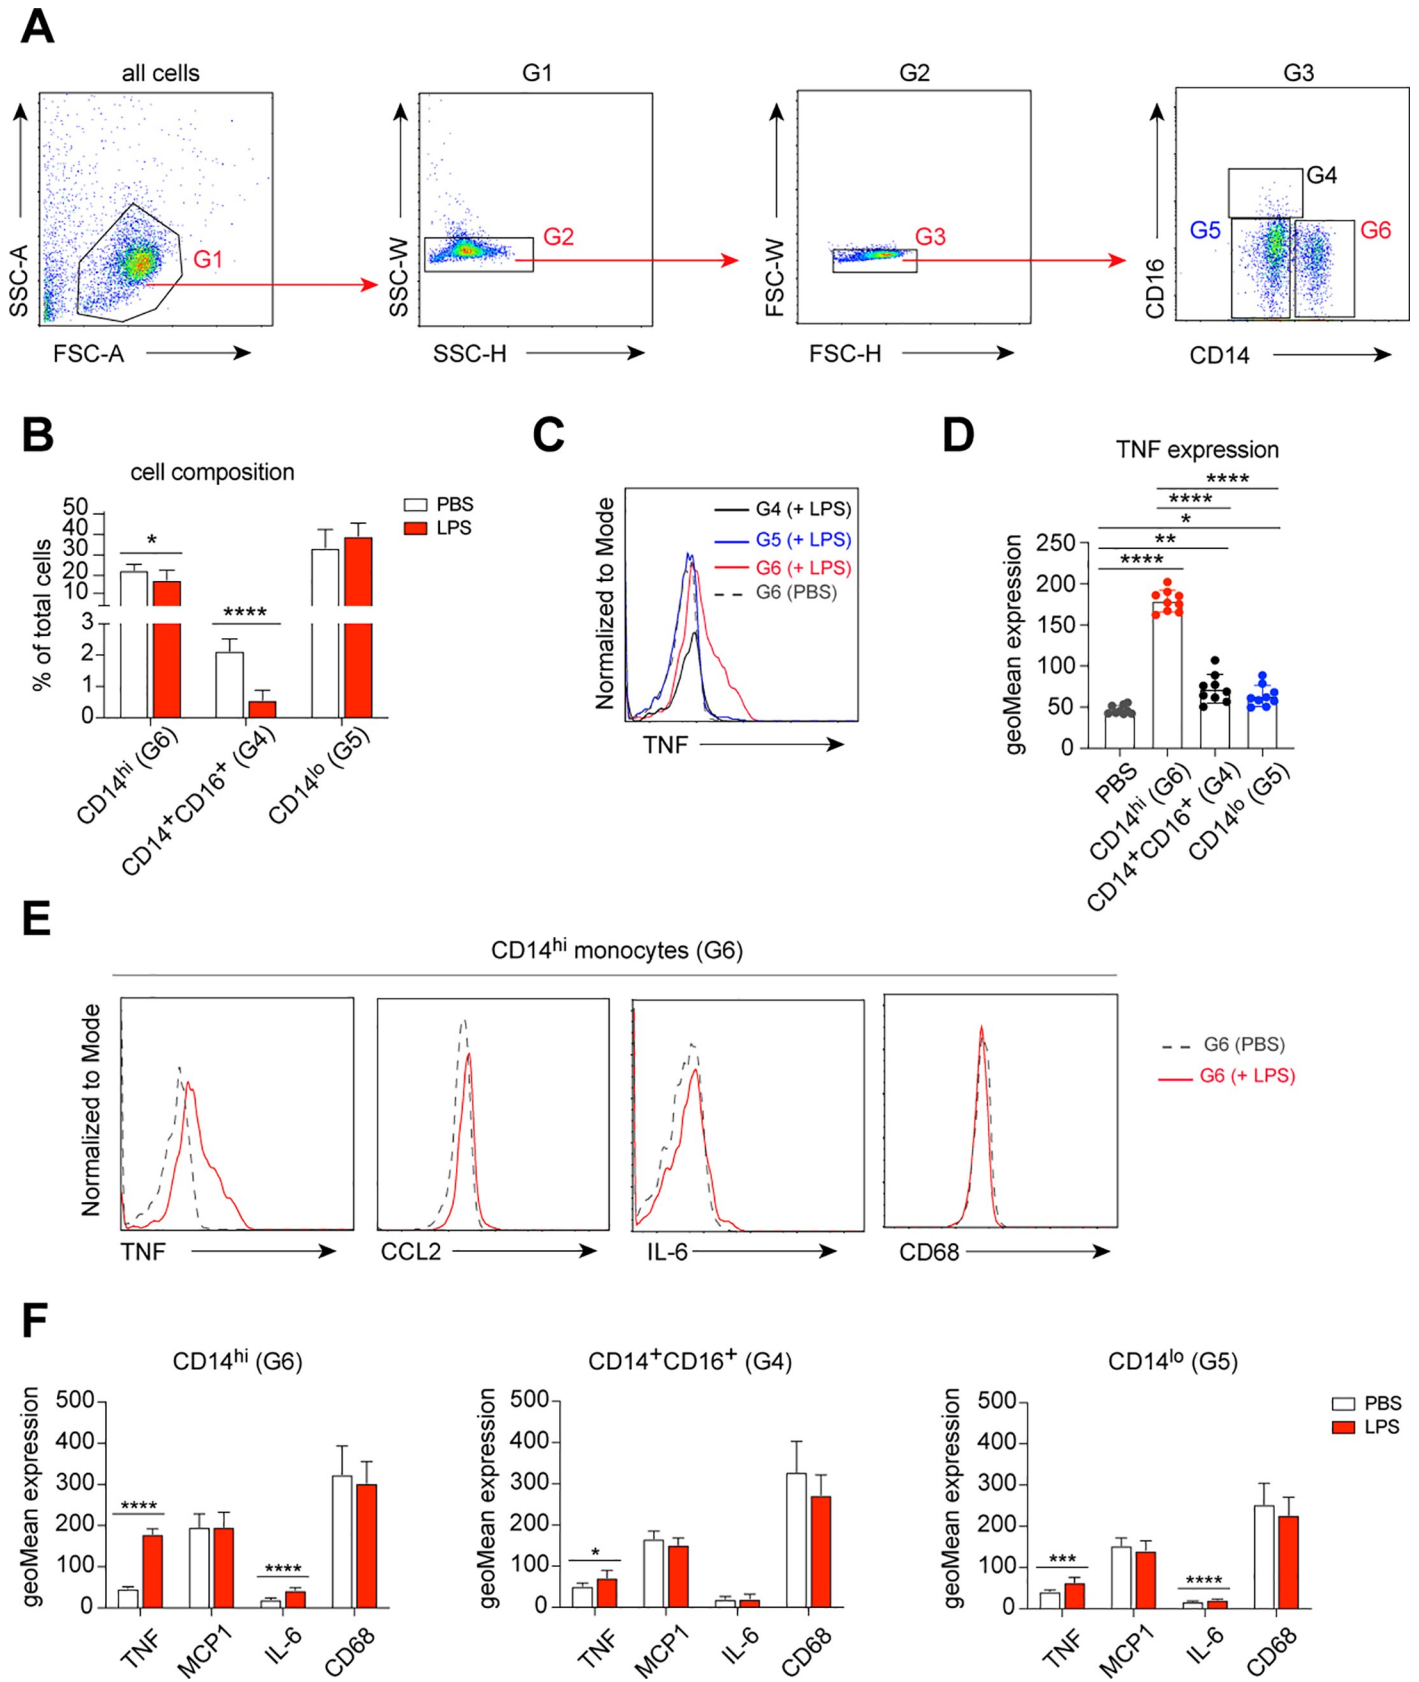 A
all cells
G1
G2
G3
SSC-A
G1
FSC-A
SSC-W
G2
SSC-H
FSC-W
G3
FSC-H
CD16
G4
G5
G6
CD14
B
cell composition
% of total cells
50
40
30
20
10
3
2
1
0
*
****
PBS
LPS
CD14hi (G6)
CD14+CD16+ (G4)
CD14lo (G5)
C
Normalized to Mode
G4 (+ LPS)
G5 (+ LPS)
G6 (+ LPS)
G6 (PBS)
TNF
D
TNF expression
****
****
*
**
****
geoMean expression
250
200
150
100
50
0
PBS
CD14hi (G6)
CD14+CD16+ (G4)
CD14lo (G5)
E
CD14hi monocytes (G6)
Normalized to Mode
TNF
CCL2
IL-6
CD68
G6 (PBS)
G6 (+ LPS)
F
CD14hi (G6)
geoMean expression
500
400
300
200
100
0
****
****
TNF
MCP1
IL-6
CD68
CD14+CD16+ (G4)
geoMean expression
500
400
300
200
100
0
*
TNF
MCP1
IL-6
CD68
CD14lo (G5)
geoMean expression
500
400
300
200
100
0
***
****
TNF
MCP1
IL-6
CD68
PBS
LPS